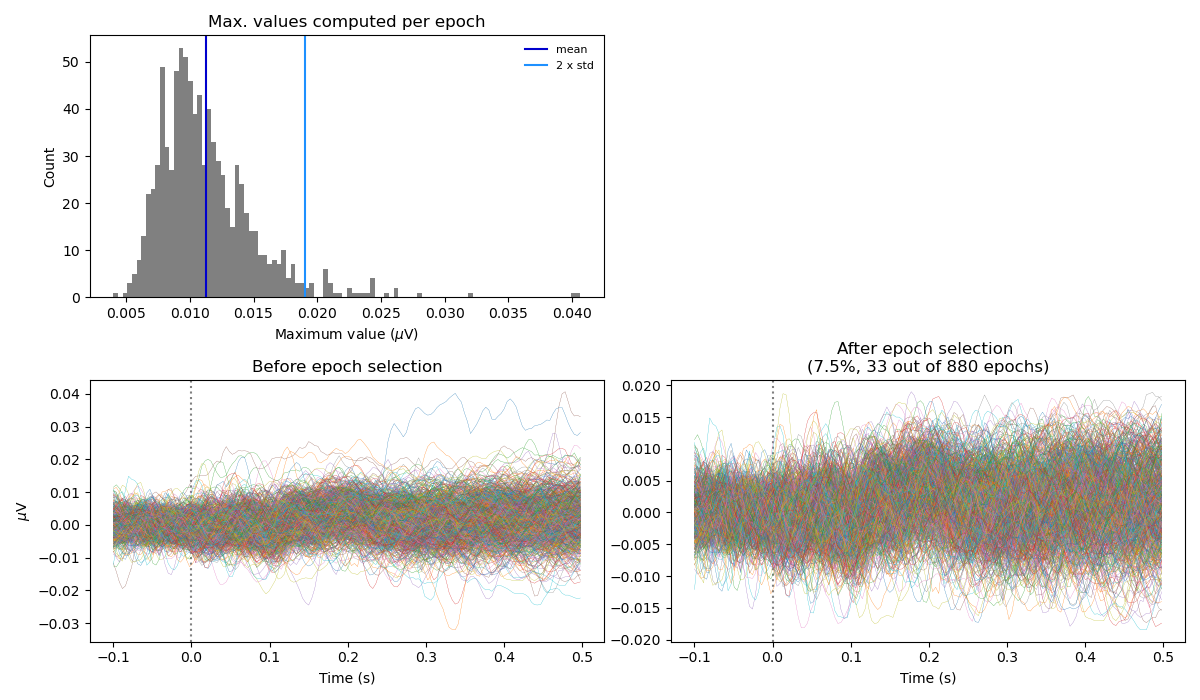 Max. values computed per epoch
mean
2 x std
50
40
30
20
10
0
Count
0.005 0.010 0.015 0.020 0.025 0.030 0.035 0.040
Maximum value (μV)
Before epoch selection
0.04
0.03
0.02
0.01
0.00
−0.01
−0.02
−0.03
μV
−0.1 0.0 0.1 0.2 0.3 0.4 0.5
Time (s)
After epoch selection
(7.5%, 33 out of 880 epochs)
0.020
0.015
0.010
0.005
0.000
−0.005
−0.010
−0.015
−0.020
−0.1 0.0 0.1 0.2 0.3 0.4 0.5
Time (s)